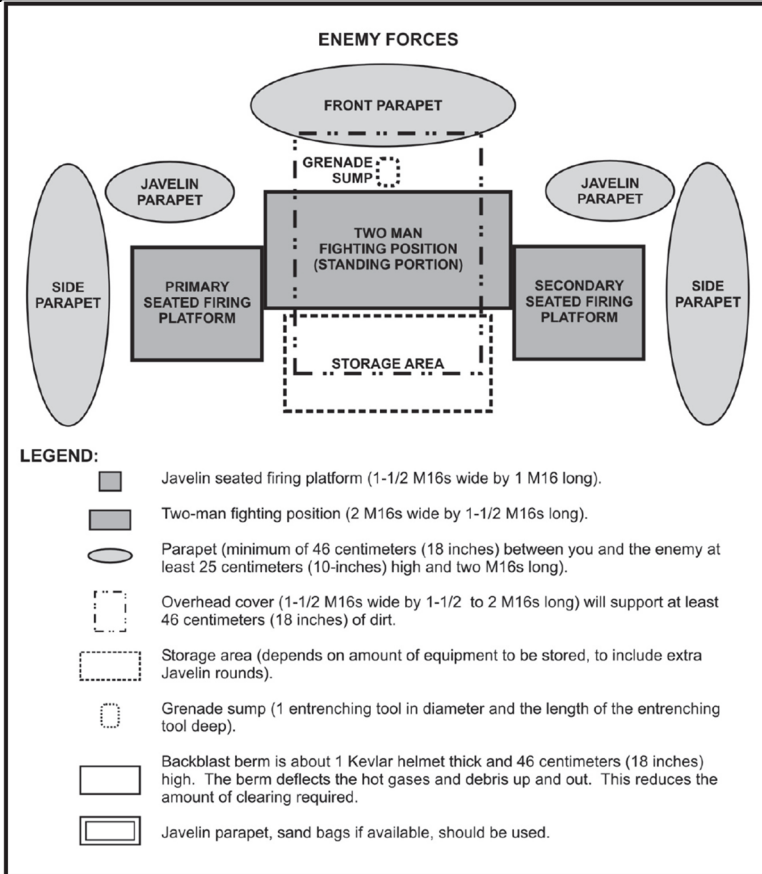 ENEMY FORCES
FRONT PARAPET
GRENADE
SUMP
JAVELIN
PARAPET
JAVELIN
PARAPET
TWO MAN
FIGHTING POSITION
(STANDING PORTION)
SIDE
PARAPET
PRIMARY
SEATED FIRING
PLATFORM
SECONDARY
SEATED FIRING
PLATFORM
SIDE
PARAPET
STORAGE AREA
LEGEND:
Javelin seated firing platform (1-1/2 M16s wide by 1 M16 long).
Two-man fighting position (2 M16s wide by 1-1/2 M16s long).
Parapet (minimum of 46 centimeters (18 inches) between you and the enemy at
least 25 centimeters (10-inches) high and two M16s long).
Overhead cover (1-1/2 M16s wide by 1-1/2 to 2 M16s long) will support at least
46 centimeters (18 inches) of dirt.
Storage area (depends on amount of equipment to be stored, to include extra
Javelin rounds).
Grenade sump (1 entrenching tool in diameter and the length of the entrenching
tool deep).
Backblast berm is about 1 Kevlar helmet thick and 46 centimeters (18 inches)
high. The berm deflects the hot gases and debris up and out. This reduces the
amount of clearing required.
Javelin parapet, sand bags if available, should be used.